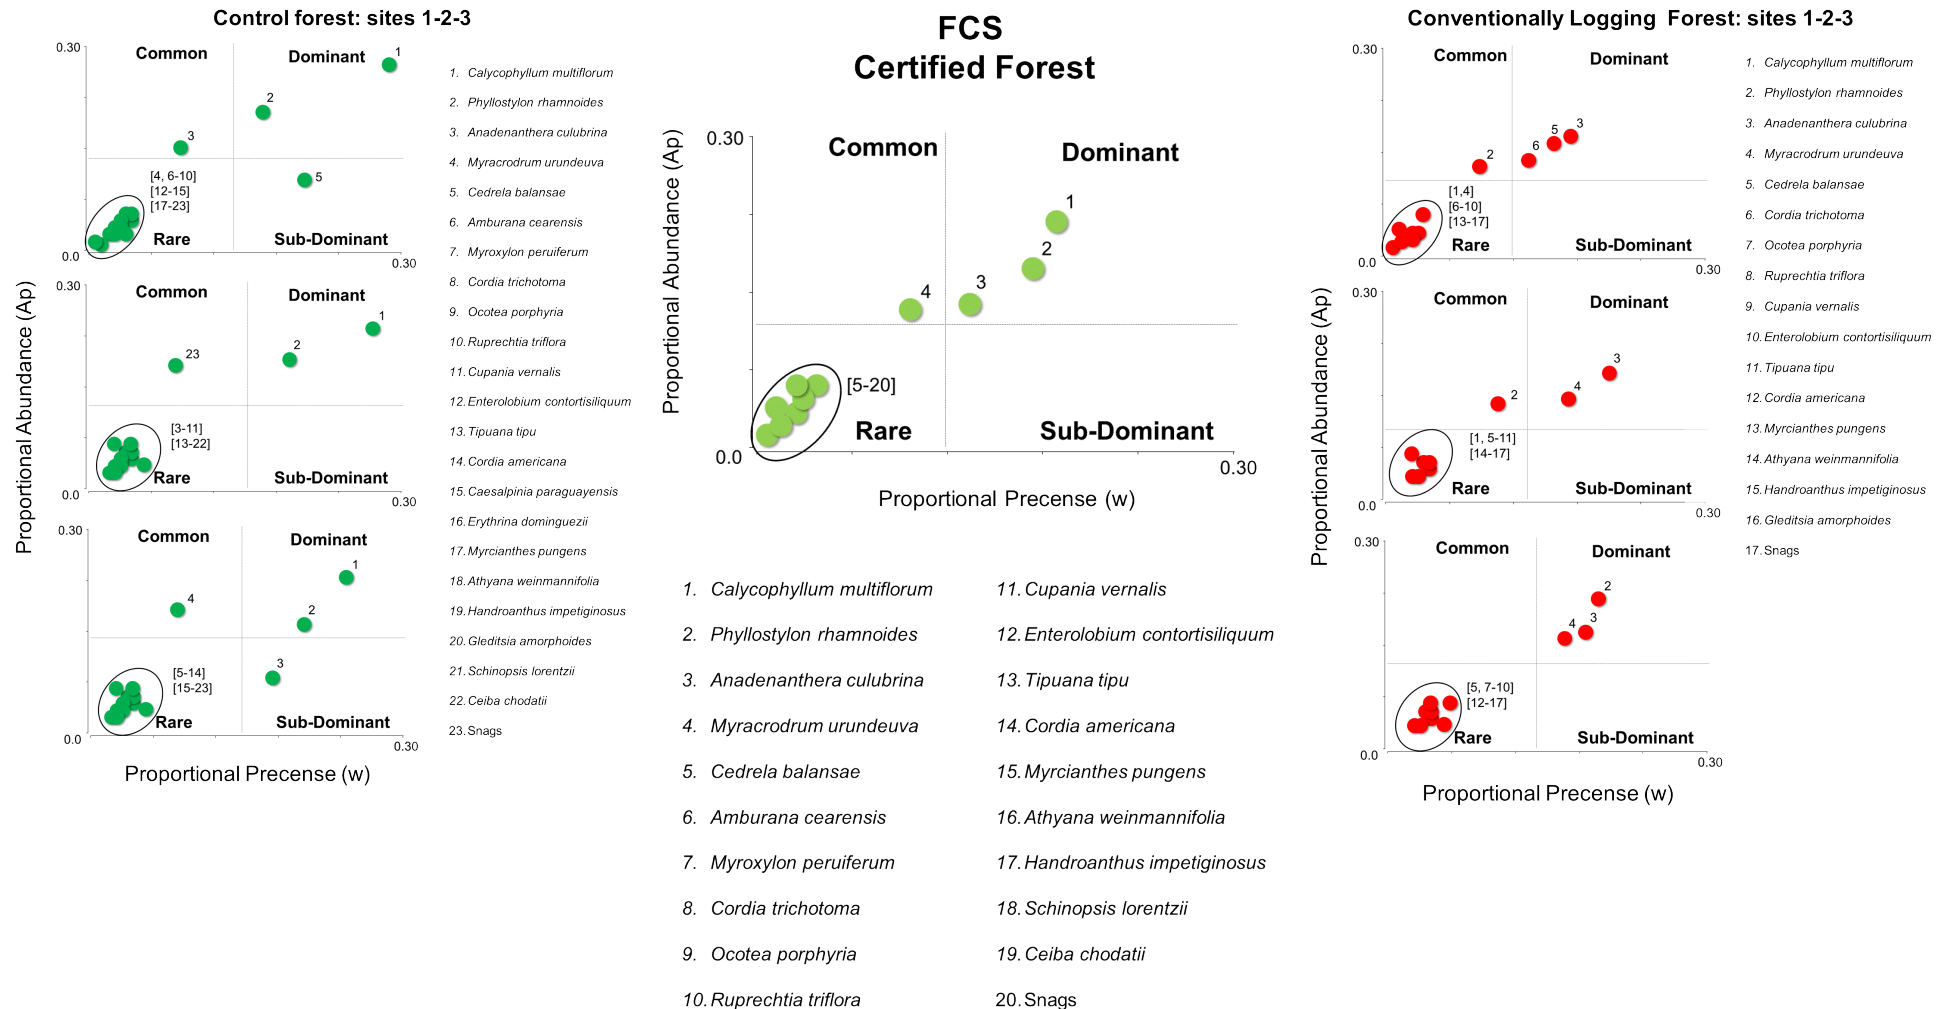 Control forest: sites 1-2-3
0.30
Common
Dominant
1
2
3
5
[4, 6-10]
[12-15]
[17-23]
Rare
Sub-Dominant
0.0
0.30
0.30
Common
Dominant
1
2
23
[3-11]
[13-22]
Rare
Sub-Dominant
0.0
0.30
0.30
Common
Dominant
1
2
4
3
[5-14]
[15-23]
Rare
Sub-Dominant
0.0
0.30
Proportional Abundance (Ap)
Proportional Precense (w)
1. Calycophyllum multiflorum
2. Phyllostylon rhamnoides
3. Anadenanthera culubrina
4. Myracrodrum urundeuva
5. Cedrela balansae
6. Amburana cearensis
7. Myroxylon peruiferum
8. Cordia trichotoma
9. Ocotea porphyria
10. Ruprechtia triflora
11. Cupania vernalis
12. Enterolobium contortisiliquum
13. Tipuana tipu
14. Cordia americana
15. Caesalpinia paraguayensis
16. Erythrina dominguezii
17. Myrcianthes pungens
18. Athyana weinmannifolia
19. Handroanthus impetiginosus
20. Gleditsia amorphoides
21. Schinopsis lorentzii
22. Ceiba chodatii
23. Snags
FCS
Certified Forest
0.30
Common
Dominant
1
2
3
4
[5-20]
Rare
Sub-Dominant
0.0
0.30
Proportional Abundance (Ap)
Proportional Precense (w)
1. Calycophyllum multiflorum
2. Phyllostylon rhamnoides
3. Anadenanthera culubrina
4. Myracrodrum urundeuva
5. Cedrela balansae
6. Amburana cearensis
7. Myroxylon peruiferum
8. Cordia trichotoma
9. Ocotea porphyria
10. Ruprechtia triflora
11. Cupania vernalis
12. Enterolobium contortisiliquum
13. Tipuana tipu
14. Cordia americana
15. Myrcianthes pungens
16. Athyana weinmannifolia
17. Handroanthus impetiginosus
18. Schinopsis lorentzii
19. Ceiba chodatii
20. Snags
Conventionally Logging Forest: sites 1-2-3
0.30
Common
Dominant
3
5
6
2
[1,4]
[6-10]
[13-17]
Rare
Sub-Dominant
0.0
0.30
0.30
Common
Dominant
3
4
2
[1, 5-11]
[14-17]
Rare
Sub-Dominant
0.0
0.30
0.30
Common
Dominant
2
3
4
[5, 7-10]
[12-17]
Rare
Sub-Dominant
0.0
0.30
Proportional Abundance (Ap)
Proportional Precense (w)
1. Calycophyllum multiflorum
2. Phyllostylon rhamnoides
3. Anadenanthera culubrina
4. Myracrodrum urundeuva
5. Cedrela balansae
6. Cordia trichotoma
7. Ocotea porphyria
8. Ruprechtia triflora
9. Cupania vernalis
10. Enterolobium contortisiliquum
11. Tipuana tipu
12. Cordia americana
13. Myrcianthes pungens
14. Athyana weinmannifolia
15. Handroanthus impetiginosus
16. Gleditsia amorphoides
17. Snags